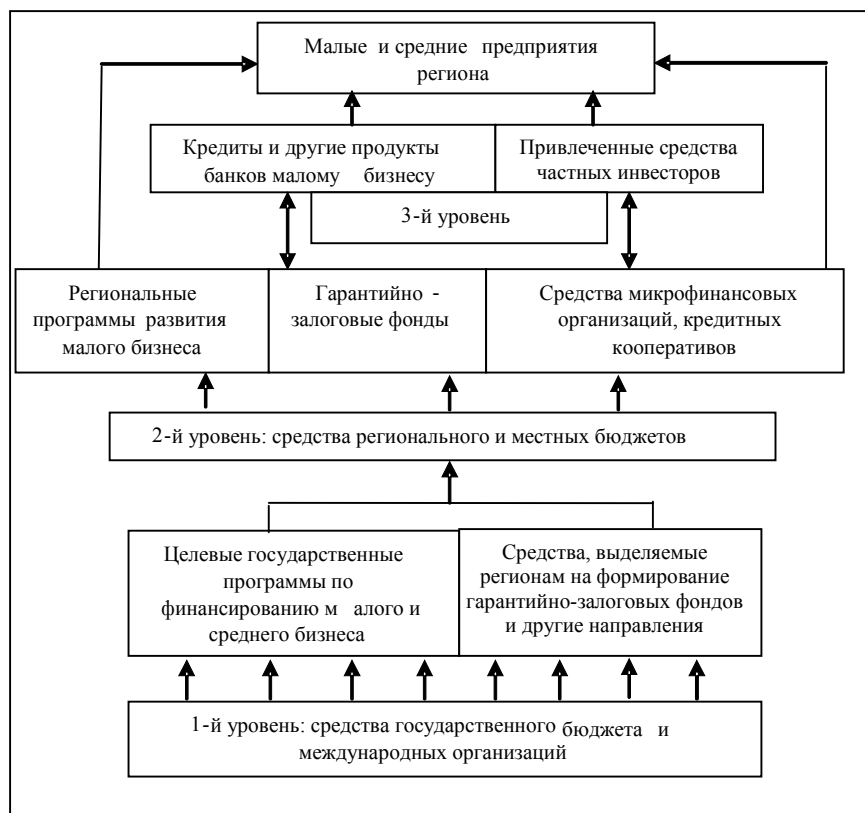 Малые и средние предприятия
региона
Кредиты и другие продукты
банков малому бизнесу
Привлеченные средства
частных инвесторов
3-й уровень
Региональные
программы развития
малого бизнеса
Гарантийно -
залоговые фонды
Средства микрофинансовых
организаций, кредитных
кооперативов
2-й уровень: средства регионального и местных бюджетов
Целевые государственные
программы по
финансированию м алого и
среднего бизнеса
Средства, выделяемые
регионам на формирование
гарантийно-залоговых фондов
и другие направления
1-й уровень: средства государственного бюджета и
международных организаций